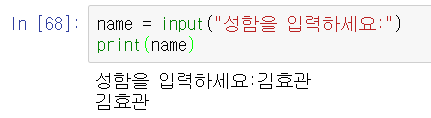 In [68]: name = input("성함을 입력하세요:")
print(name)
성함을 입력하세요:김효관
김효관